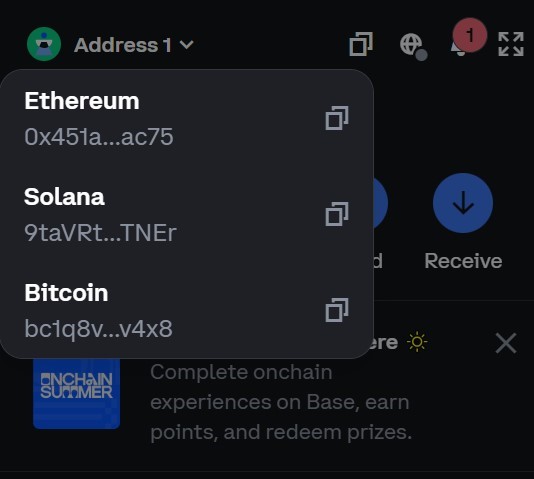 Address 1
1
Ethereum
0x451a...ac75
Solana
9taVRt...TNEr
Bitcoin
bc1q8v...v4x8
d
Receive
ere
ONCHAIN
SUMMER
Complete onchain
experiences on Base, earn
points, and redeem prizes.